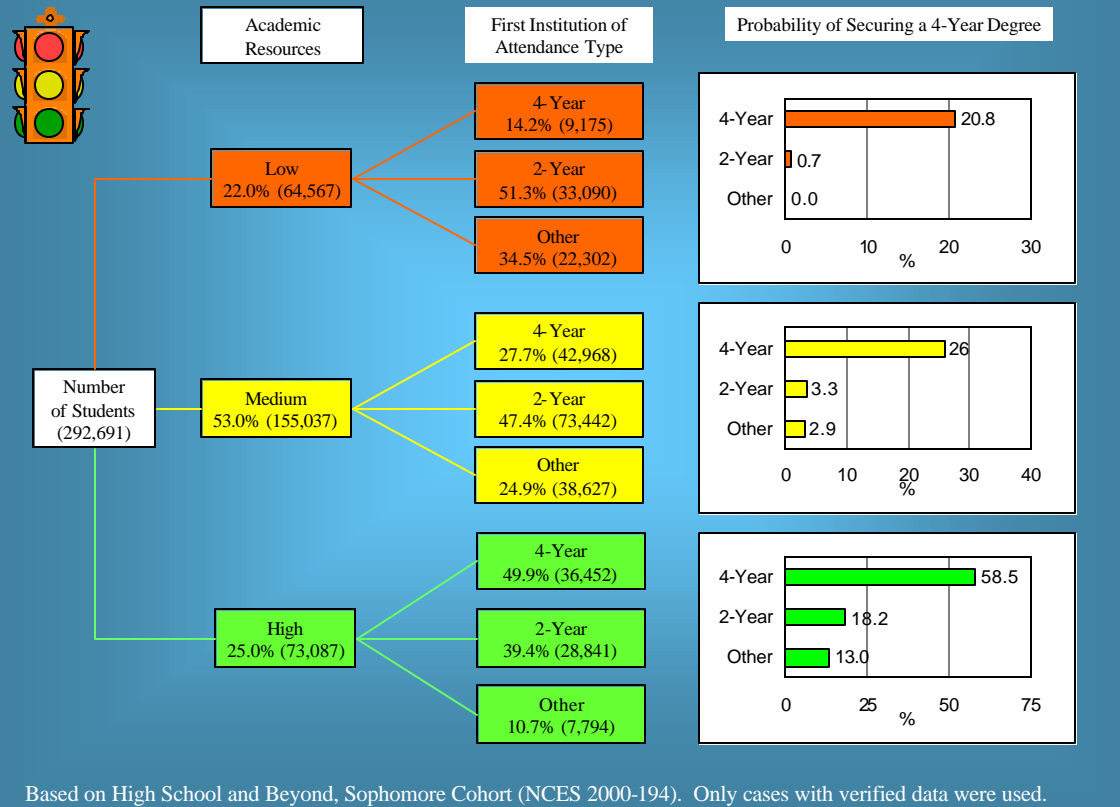 Academic
Resources
First Institution of
Attendance Type
Probability of Securing a 4-Year Degree
Number
of Students
(292,691)
Low
22.0% (64,567)
4-Year
14.2% (9,175)
2-Year
51.3% (33,090)
Other
34.5% (22,302)
4-Year
20.8
2-Year
0.7
Other
0.0
0 10 20 30
%
Medium
53.0% (155,037)
4-Year
27.7% (42,968)
2-Year
47.4% (73,442)
Other
24.9% (38,627)
4-Year
26
2-Year
3.3
Other
2.9
0 10 20 30 40
%
High
25.0% (73,087)
4-Year
49.9% (36,452)
2-Year
39.4% (28,841)
Other
10.7% (7,794)
4-Year
58.5
2-Year
18.2
Other
13.0
0 25 50 75
%
Based on High School and Beyond, Sophomore Cohort (NCES 2000-194). Only cases with verified data were used.